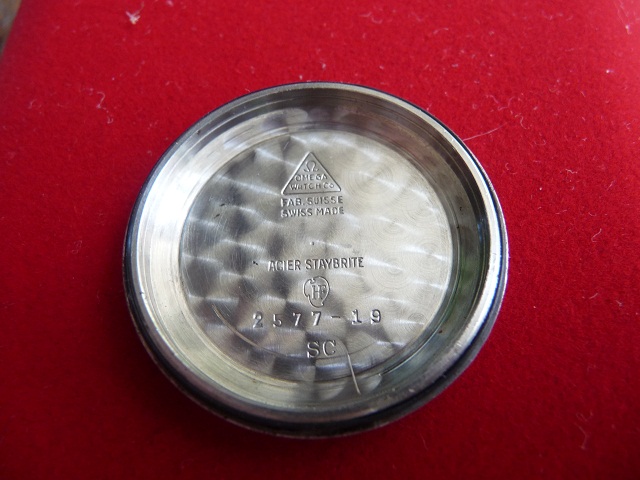 Ω
OMEGA
WATCH Co
FAB. SUISSE
SWISS MADE
ACIER STAYBRITE
H
2577-19
SC